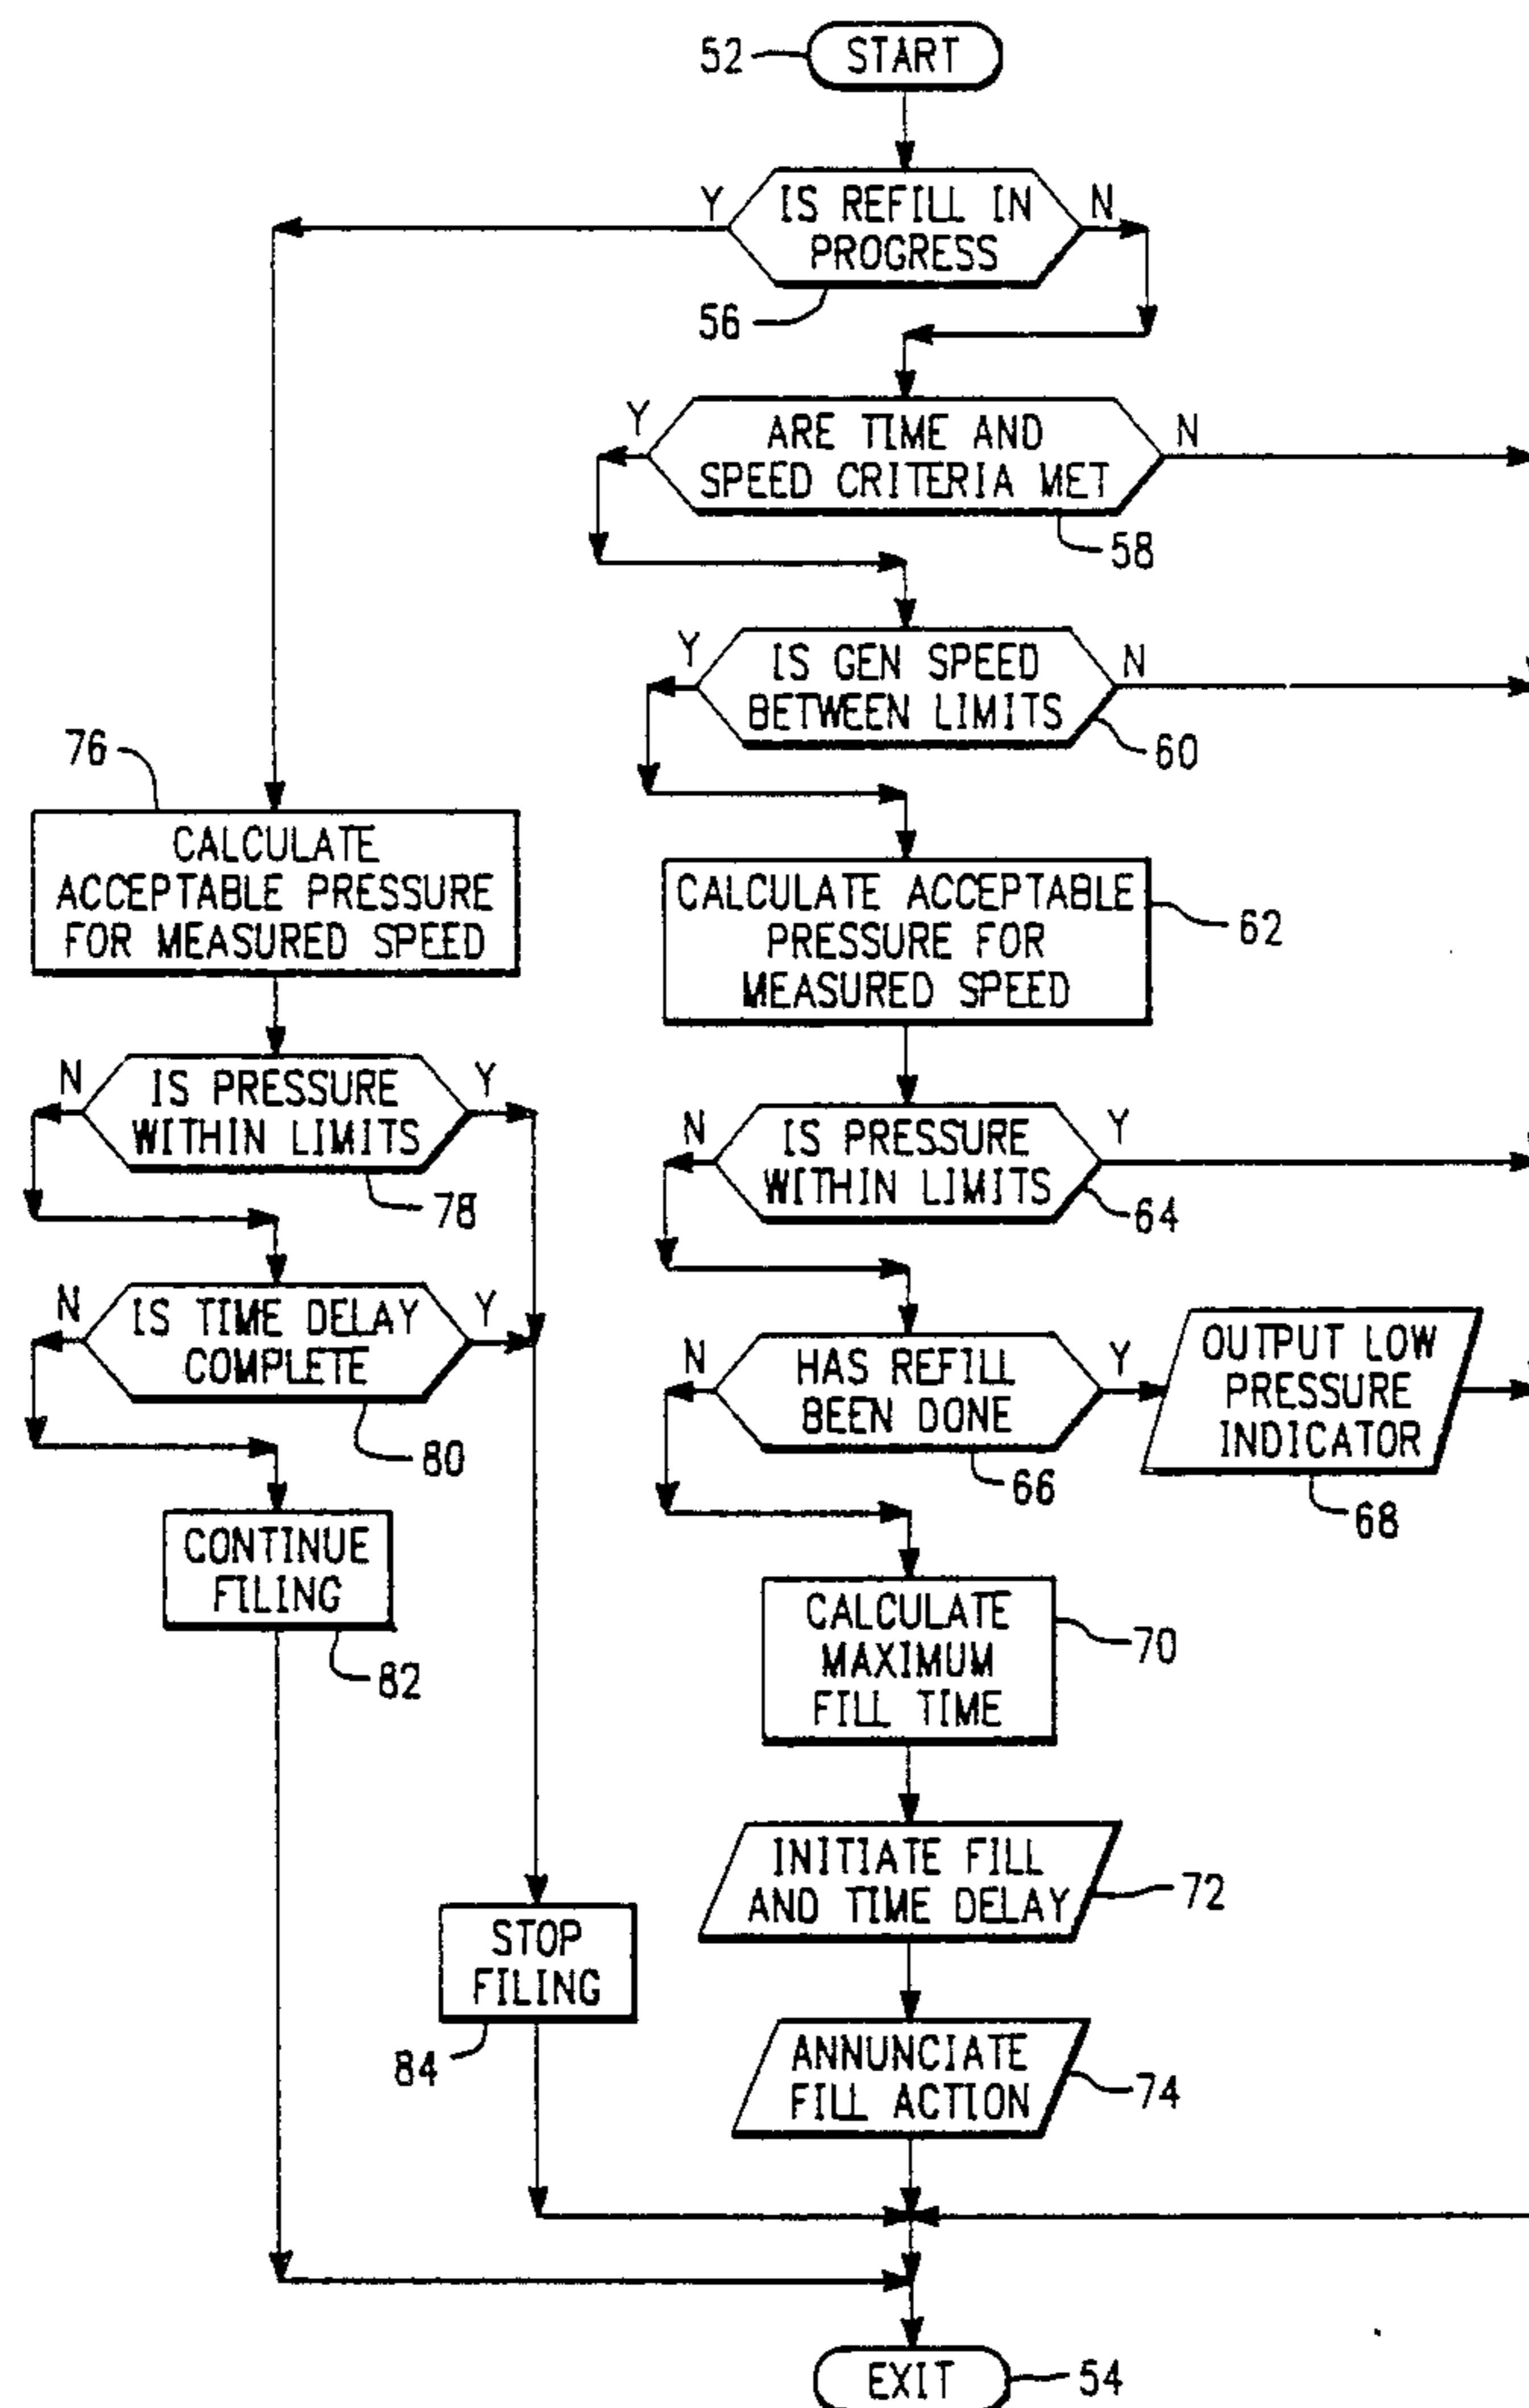 52
START
Y
IS REFILL IN
PROGRESS
N
56
Y
ARE TIME AND
SPEED CRITERIA MET
N
58
Y
IS GEN SPEED
BETWEEN LIMITS
N
60
76
CALCULATE
ACCEPTABLE PRESSURE
FOR MEASURED SPEED
CALCULATE ACCEPTABLE
PRESSURE FOR
MEASURED SPEED
62
N
IS PRESSURE
WITHIN LIMITS
Y
78
N
IS PRESSURE
WITHIN LIMITS
Y
64
N
IS TIME DELAY
COMPLETE
Y
80
N
HAS REFILL
BEEN DONE
Y
66
OUTPUT LOW
PRESSURE
INDICATOR
68
CONTINUE
FILING
82
CALCULATE
MAXIMUM
FILL TIME
70
INITIATE FILL
AND TIME DELAY
72
STOP
FILING
84
ANNUNCIATE
FILL ACTION
74
EXIT
54